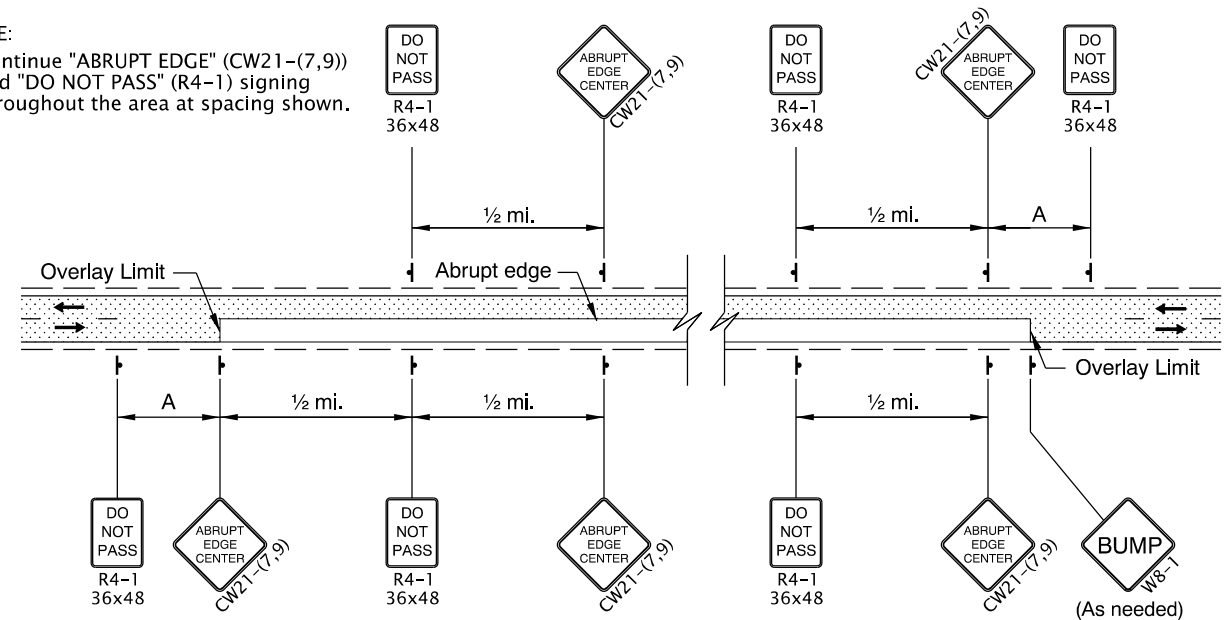 E:
ntinue "ABRUPT EDGE" (CW21-(7,9))
d "DO NOT PASS" (R4-1) signing
roughout the area at spacing shown.
DO
NOT
PASS
R4-1
36x48
ABRUPT
EDGE
CENTER
CW21-(7,9)
DO
NOT
PASS
R4-1
36x48
CW21-(7,9)
ABRUPT
EDGE
CENTER
DO
NOT
PASS
R4-1
36x48
½ mi.
½ mi.
A
Overlay Limit
Abrupt edge
Overlay Limit
A
½ mi.
½ mi.
½ mi.
DO
NOT
PASS
R4-1
36x48
ABRUPT
EDGE
CENTER
CW21-(7,9)
DO
NOT
PASS
R4-1
36x48
ABRUPT
EDGE
CENTER
CW21-(7,9)
DO
NOT
PASS
R4-1
36x48
ABRUPT
EDGE
CENTER
CW21-(7,9)
BUMP
W8-1
(As needed)